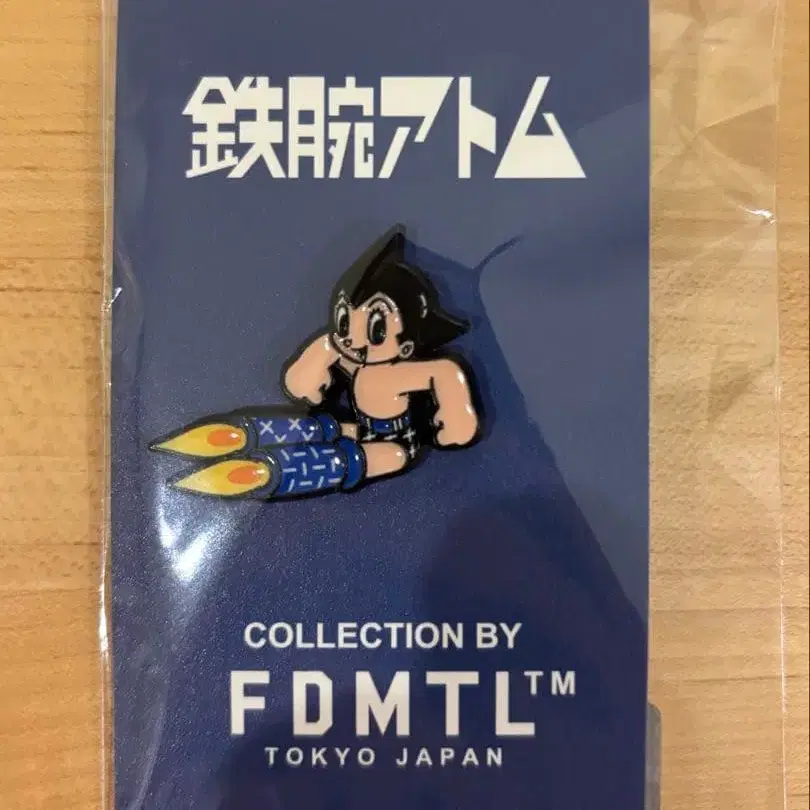 鉄腕アトム
COLLECTION BY
FDMTL™
TOKYO JAPAN